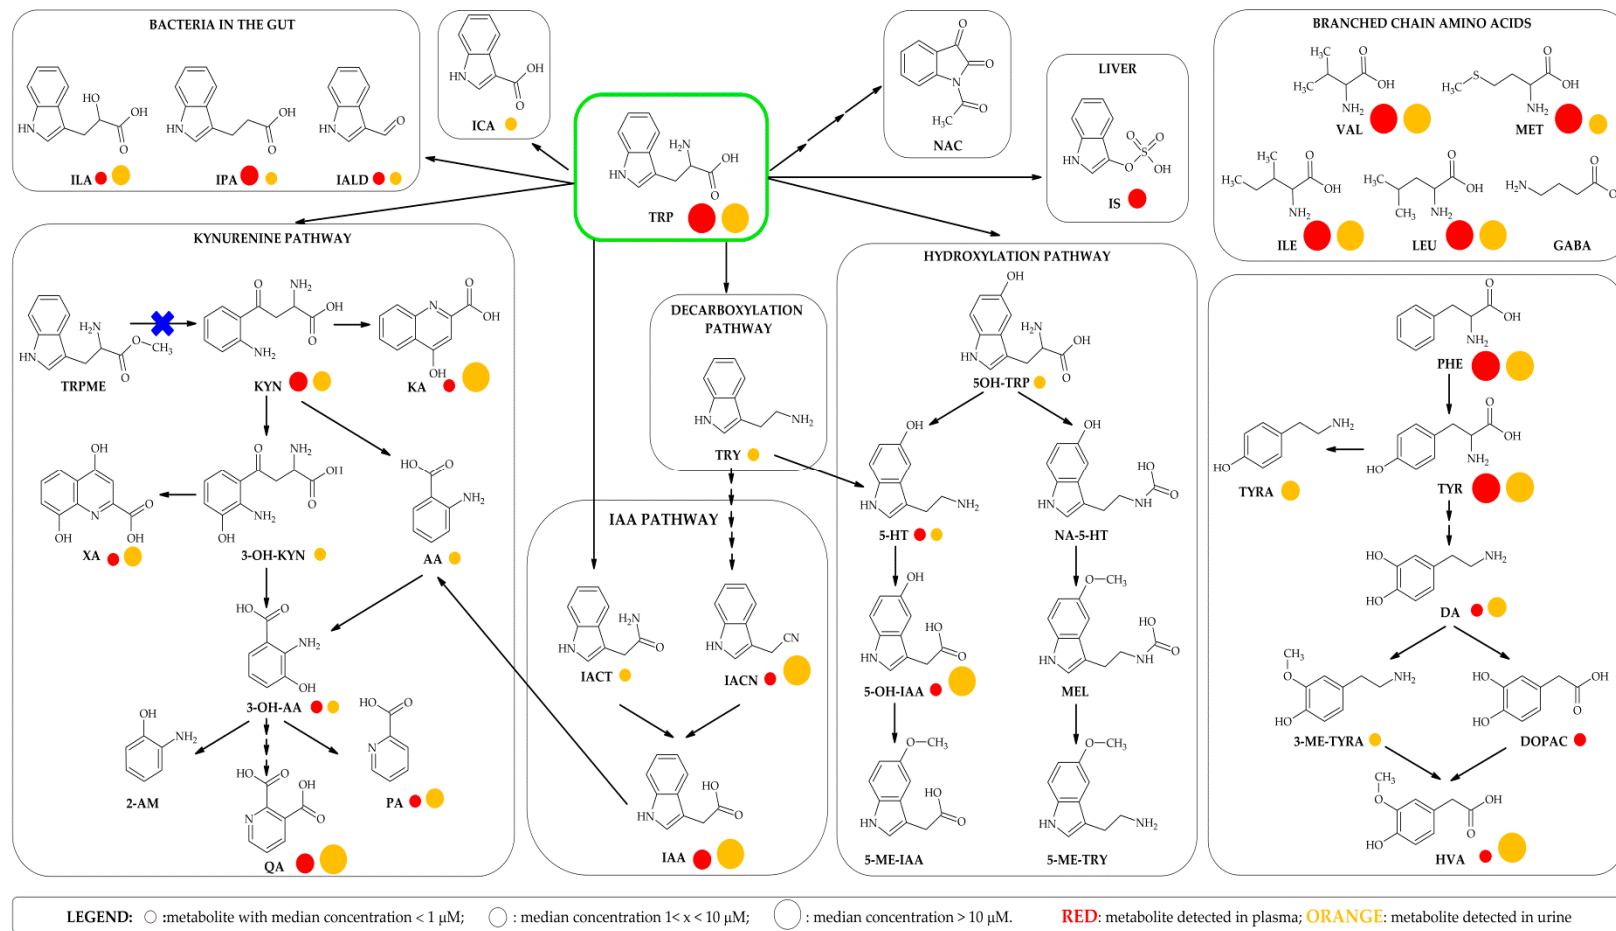 BACTERIA IN THE GUT
ILA
IPA
IALD
ICA
TRP
NAC
LIVER
IS
BRANCHED CHAIN AMINO ACIDS
VAL
MET
ILE
LEU
GABA
KYNURENINE PATHWAY
TRPME
KYN
KA
XA
3-OH-KYN
AA
3-OH-AA
2-AM
QA
PA
DECARBOXYLATION
PATHWAY
TRY
IAA PATHWAY
IACT
IACN
IAA
HYDROXYLATION PATHWAY
5OH-TRP
5-HT
NA-5-HT
5-OH-IAA
MEL
5-ME-IAA
5-ME-TRY
PHE
TYRA
TYR
DA
3-ME-TYRA
DOPAC
HVA
LEGEND: :metabolite with median concentration < 1 µM; : median concentration 1< x < 10 µM; : median concentration > 10 µM. RED: metabolite detected in plasma; ORANGE: metabolite detected in urine